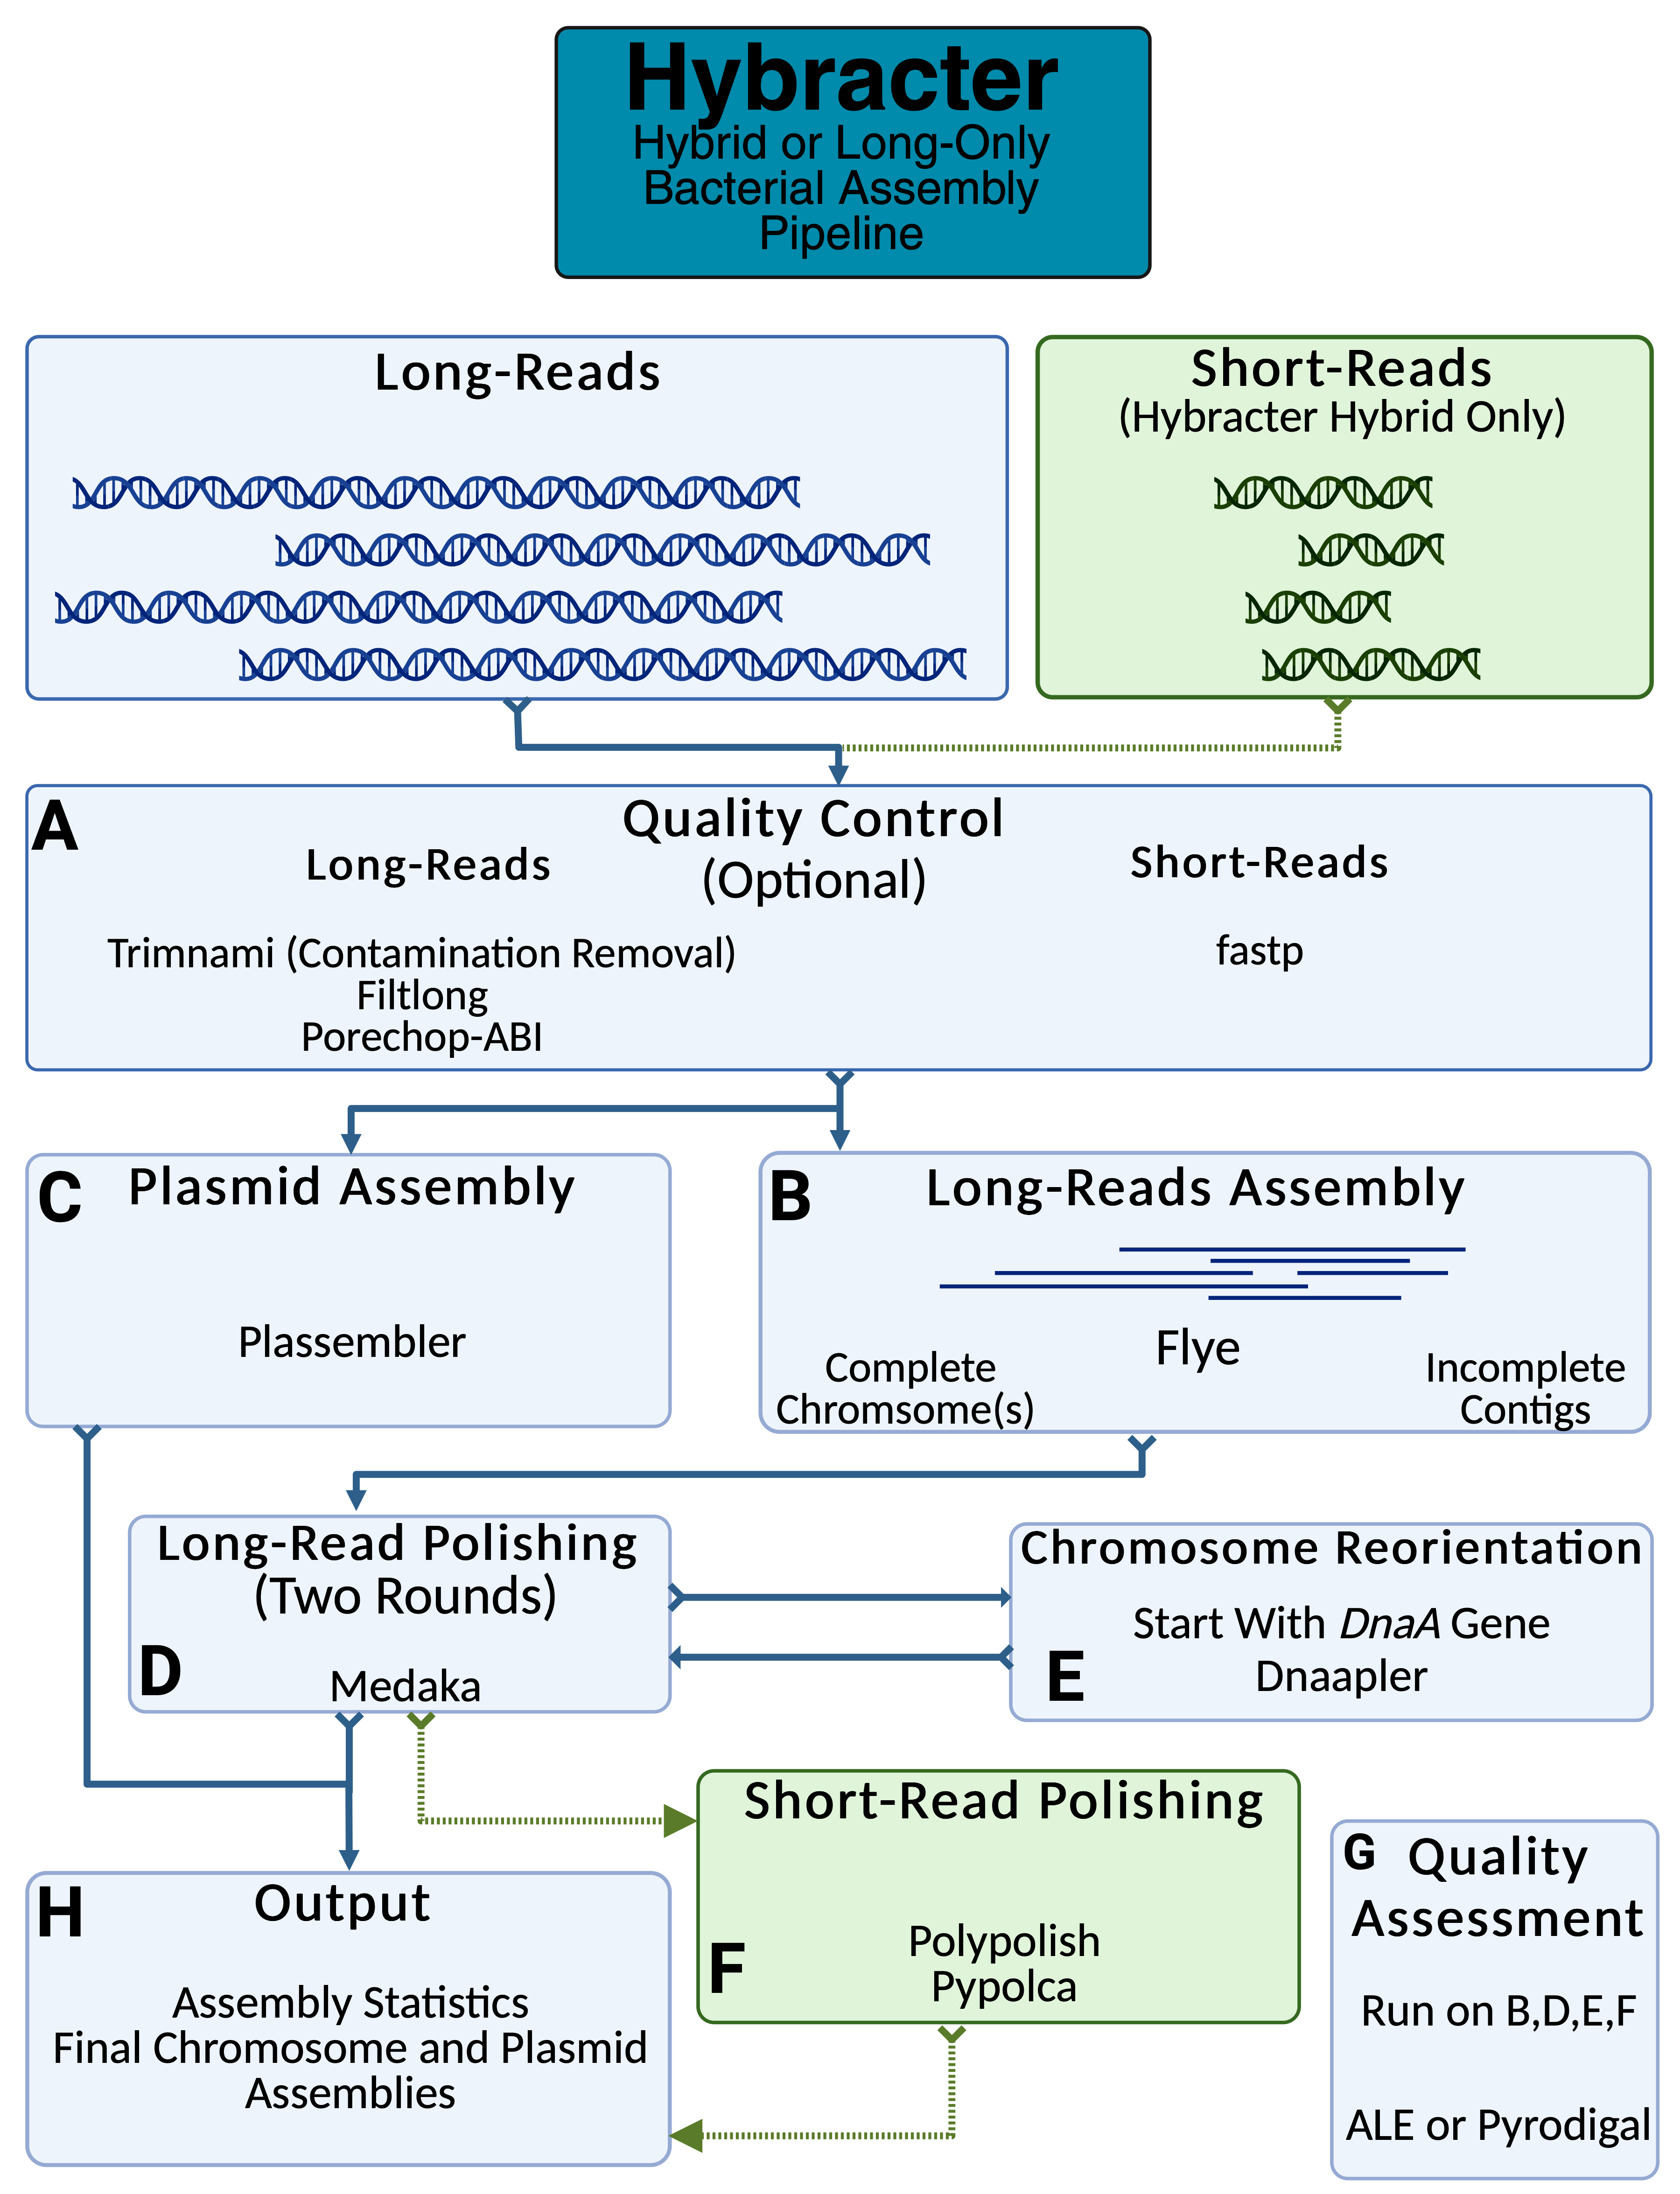 Hybracter
Hybrid or Long-Only
Bacterial Assembly
Pipeline
Long-Reads
Short-Reads
(Hybracter Hybrid Only)
A
Quality Control
(Optional)
Long-Reads
Trimnami (Contamination Removal)
Filtlong
Porechop-ABI
Short-Reads
fastp
C
Plasmid Assembly
Plassembler
B
Long-Reads Assembly
Flye
Complete
Chromsome(s)
Incomplete
Contigs
Long-Read Polishing
(Two Rounds)
D
Medaka
Chromosome Reorientation
Start With DnaA Gene
E
Dnaapler
Short-Read Polishing
F
Polypolish
Pypolca
G
Quality
Assessment
Run on B,D,E,F
ALE or Pyrodigal
H
Output
Assembly Statistics
Final Chromosome and Plasmid
Assemblies